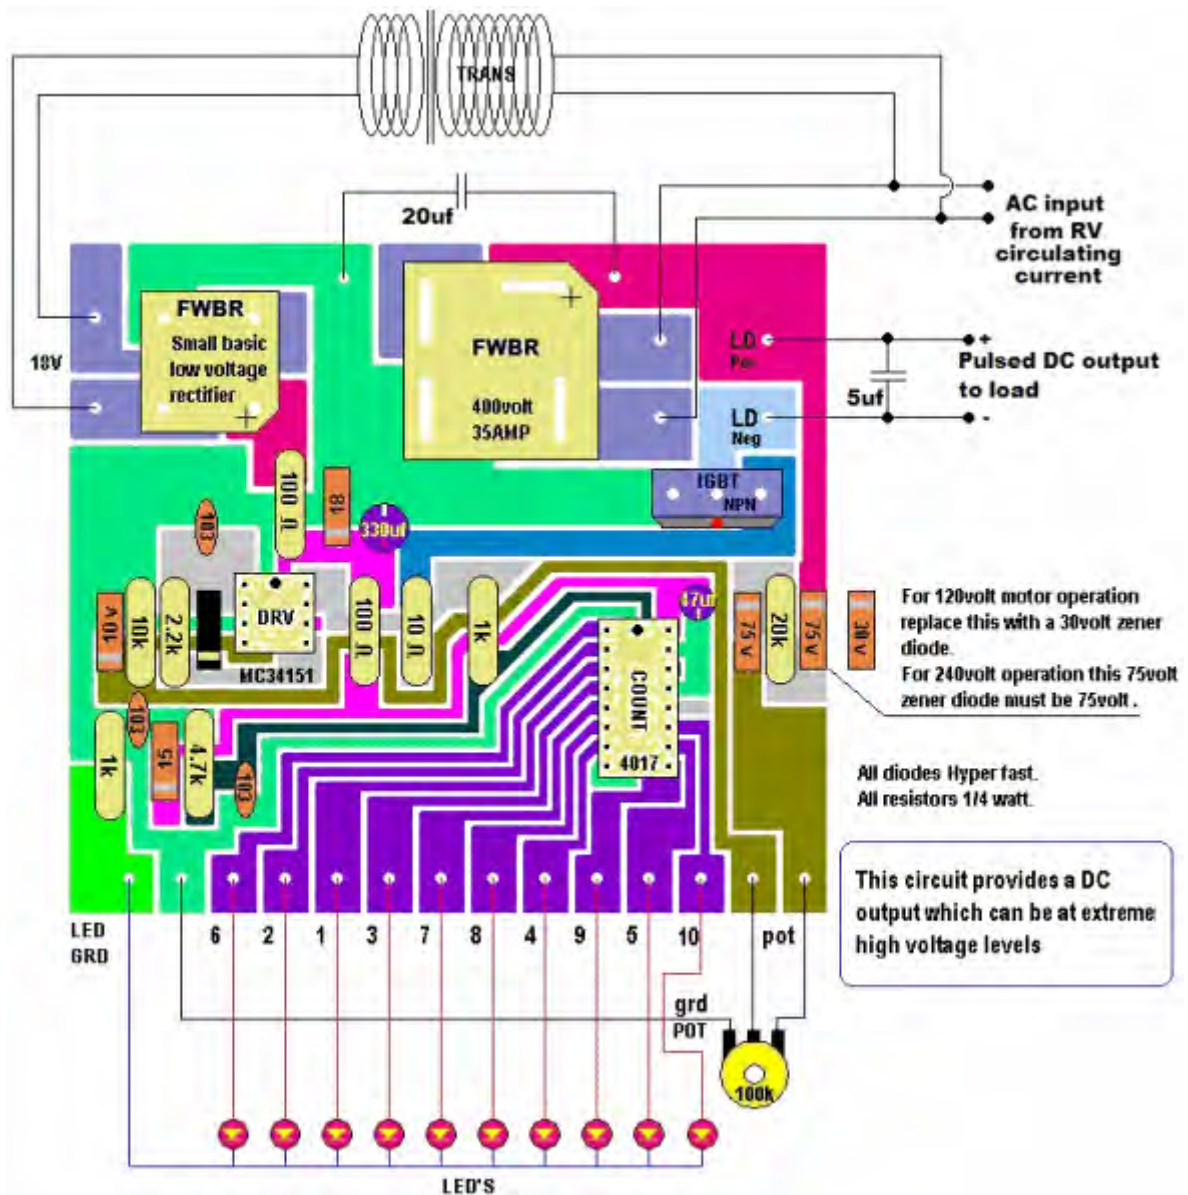 TRANS
20uf
AC input
from RV
circulating
current
FWBR
Small basic
low voltage
rectifier
+
18V
FWBR
400volt
35AMP
+
LD
Pos
LD
Neg
+
Pulsed DC output
to load
-
5uf
IGBT
NPN
103
100 Ω
18
330uf
10k
2.2k
DRV
MC34151
100 Ω
10 Ω
1k
47uf
75v
20k
75v
30v
For 120volt motor operation
replace this with a 30volt zener
diode.
For 240volt operation this 75volt
zener diode must be 75volt .
COUNT
4017
103
1k
4.7k
103
All diodes Hyper fast.
All resistors 1/4 watt.
This circuit provides a DC
output which can be at extreme
high voltage levels
LED
GRD
6 2 1 3 7 8 4 9 5 10 pot
grd
POT
100k
LED'S